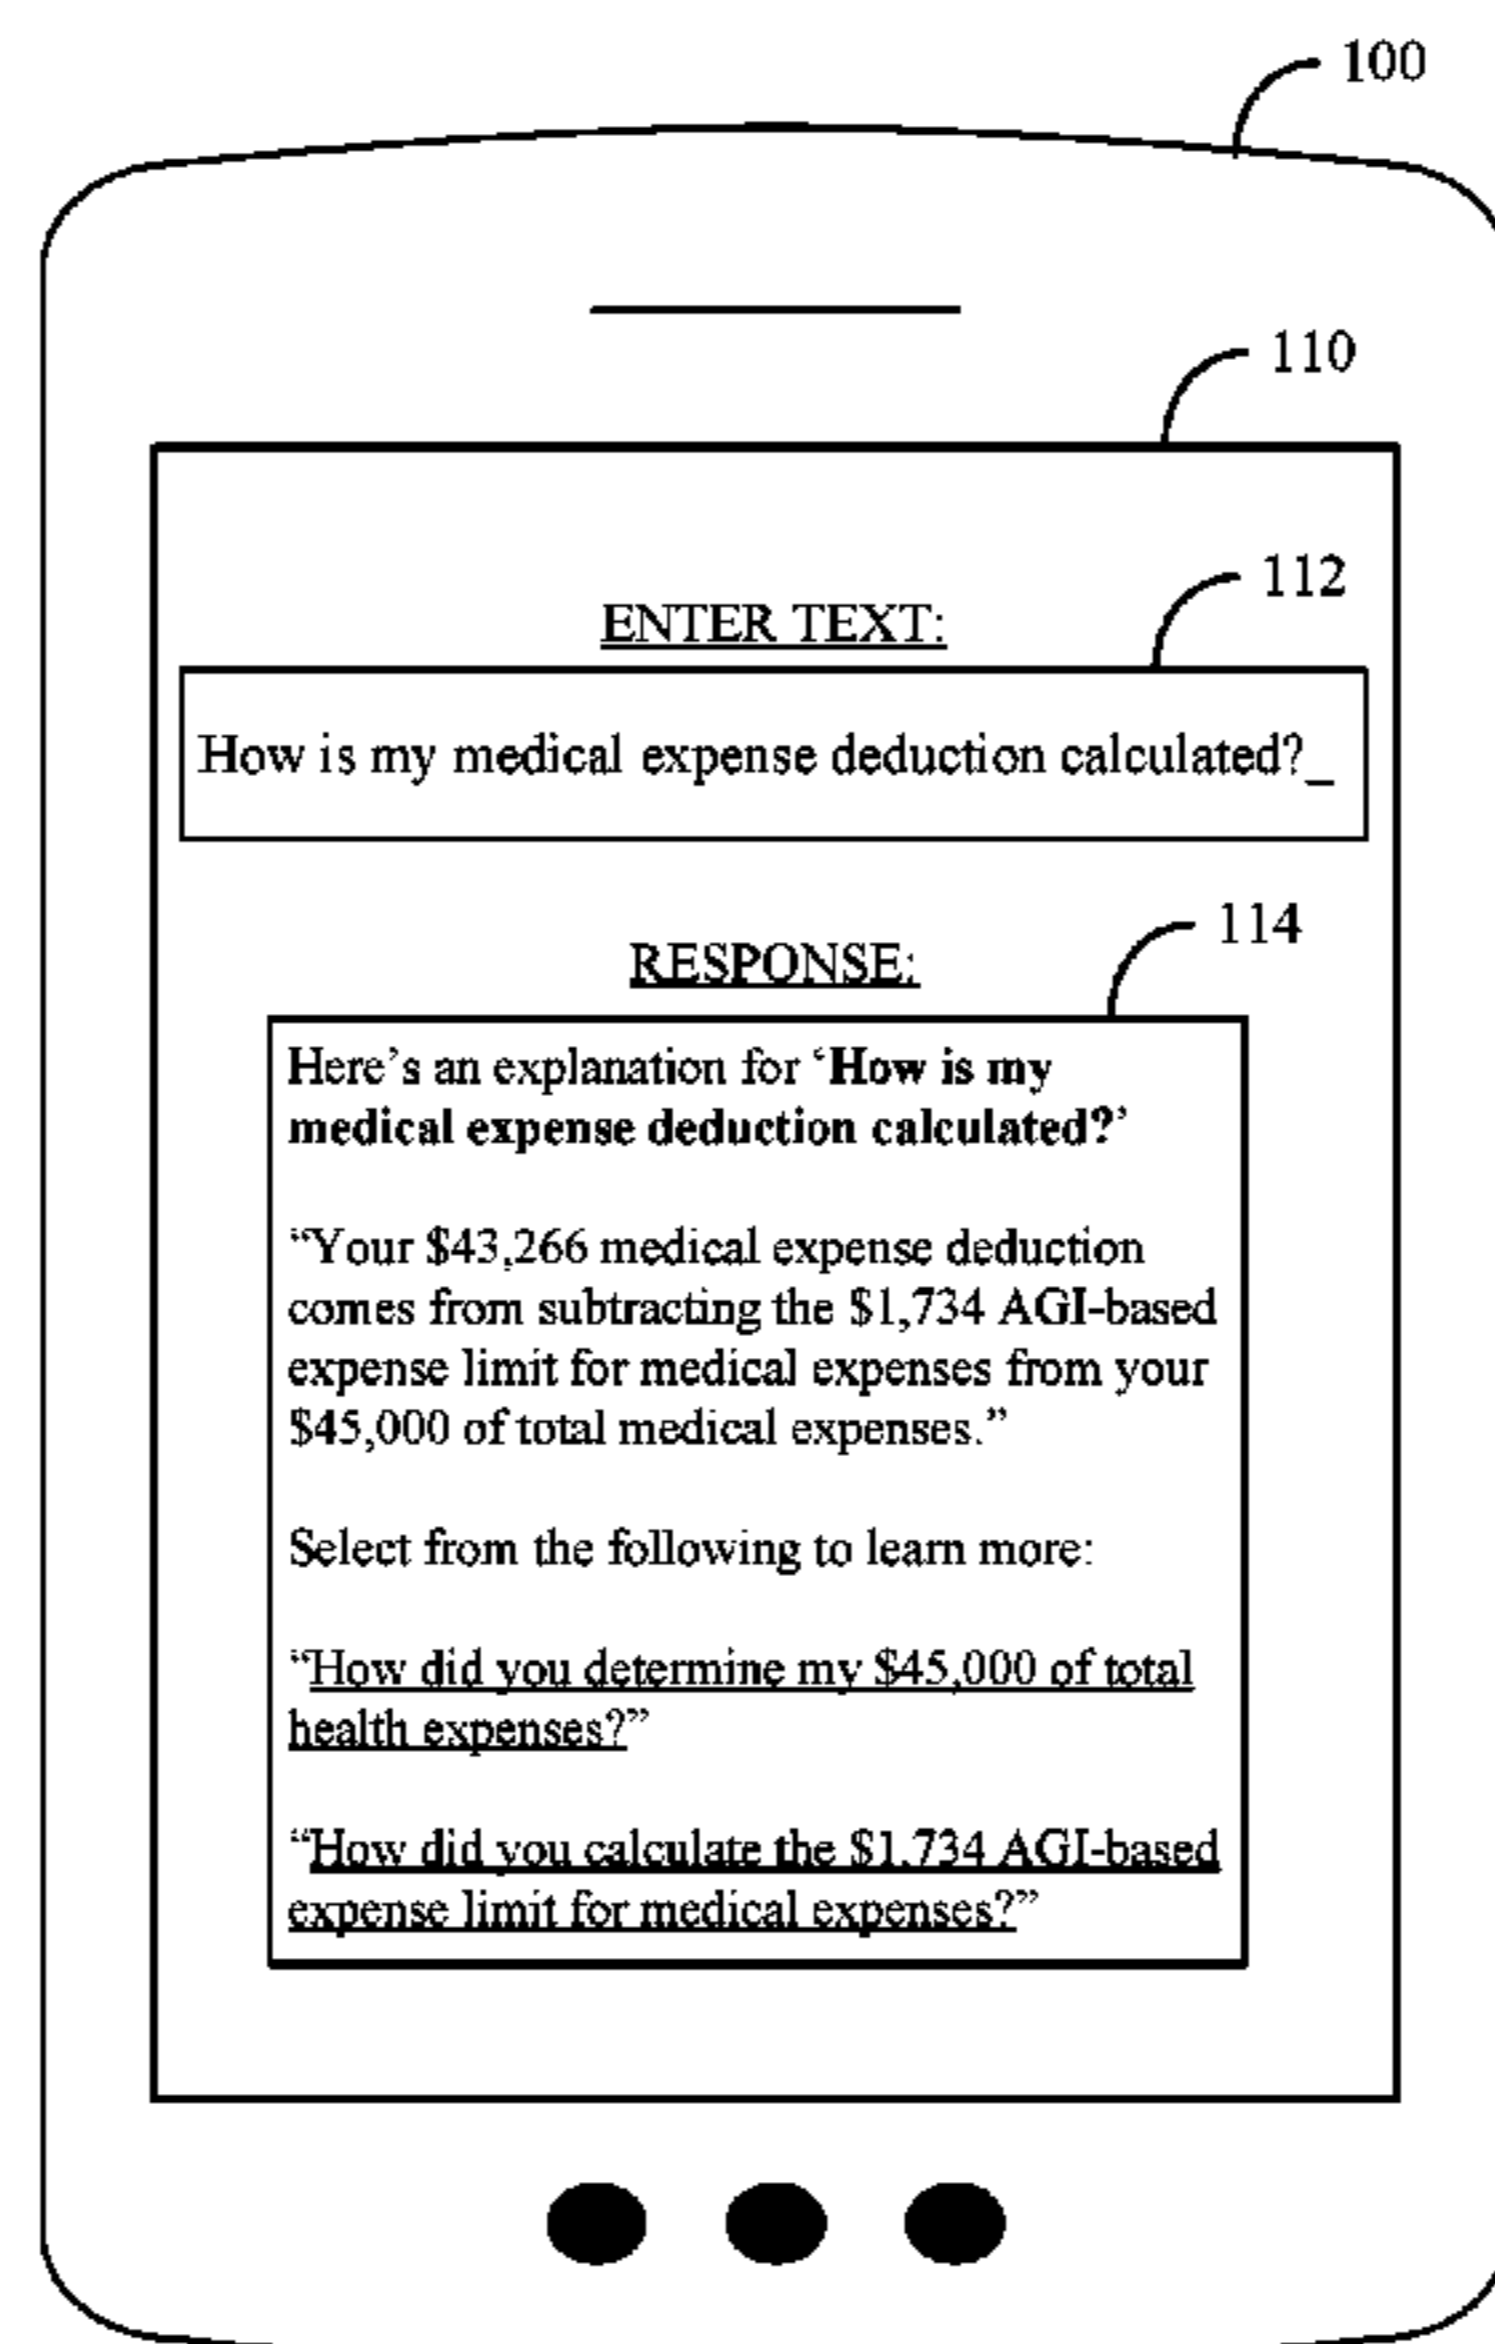 100
110
112
ENTER TEXT:
How is my medical expense deduction calculated?_
114
RESPONSE:
Here’s an explanation for ‘How is my
medical expense deduction calculated?’
“Your $43,266 medical expense deduction
comes from subtracting the $1,734 AGI-based
expense limit for medical expenses from your
$45,000 of total medical expenses.”
Select from the following to learn more:
“How did you determine my $45,000 of total
health expenses?”
“How did you calculate the $1,734 AGI-based
expense limit for medical expenses?”